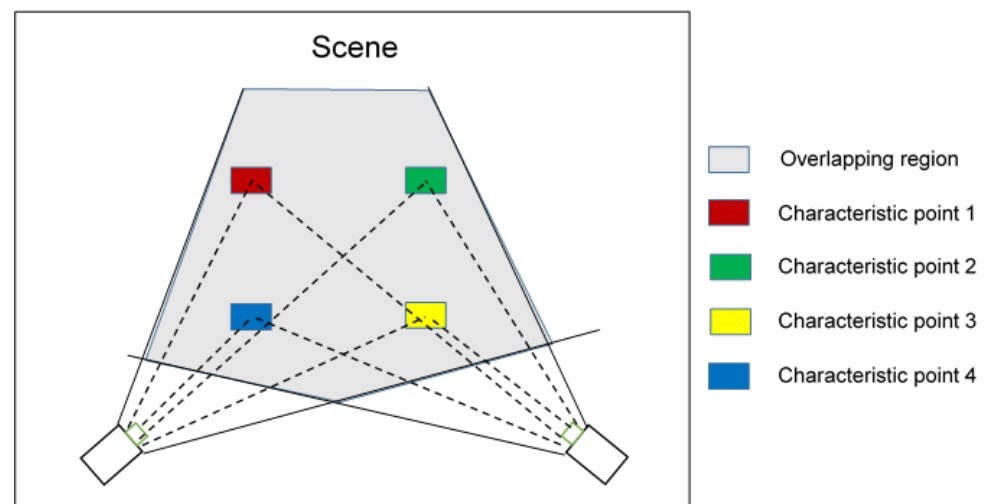 Scene
Overlapping region
Characteristic point 1
Characteristic point 2
Characteristic point 3
Characteristic point 4